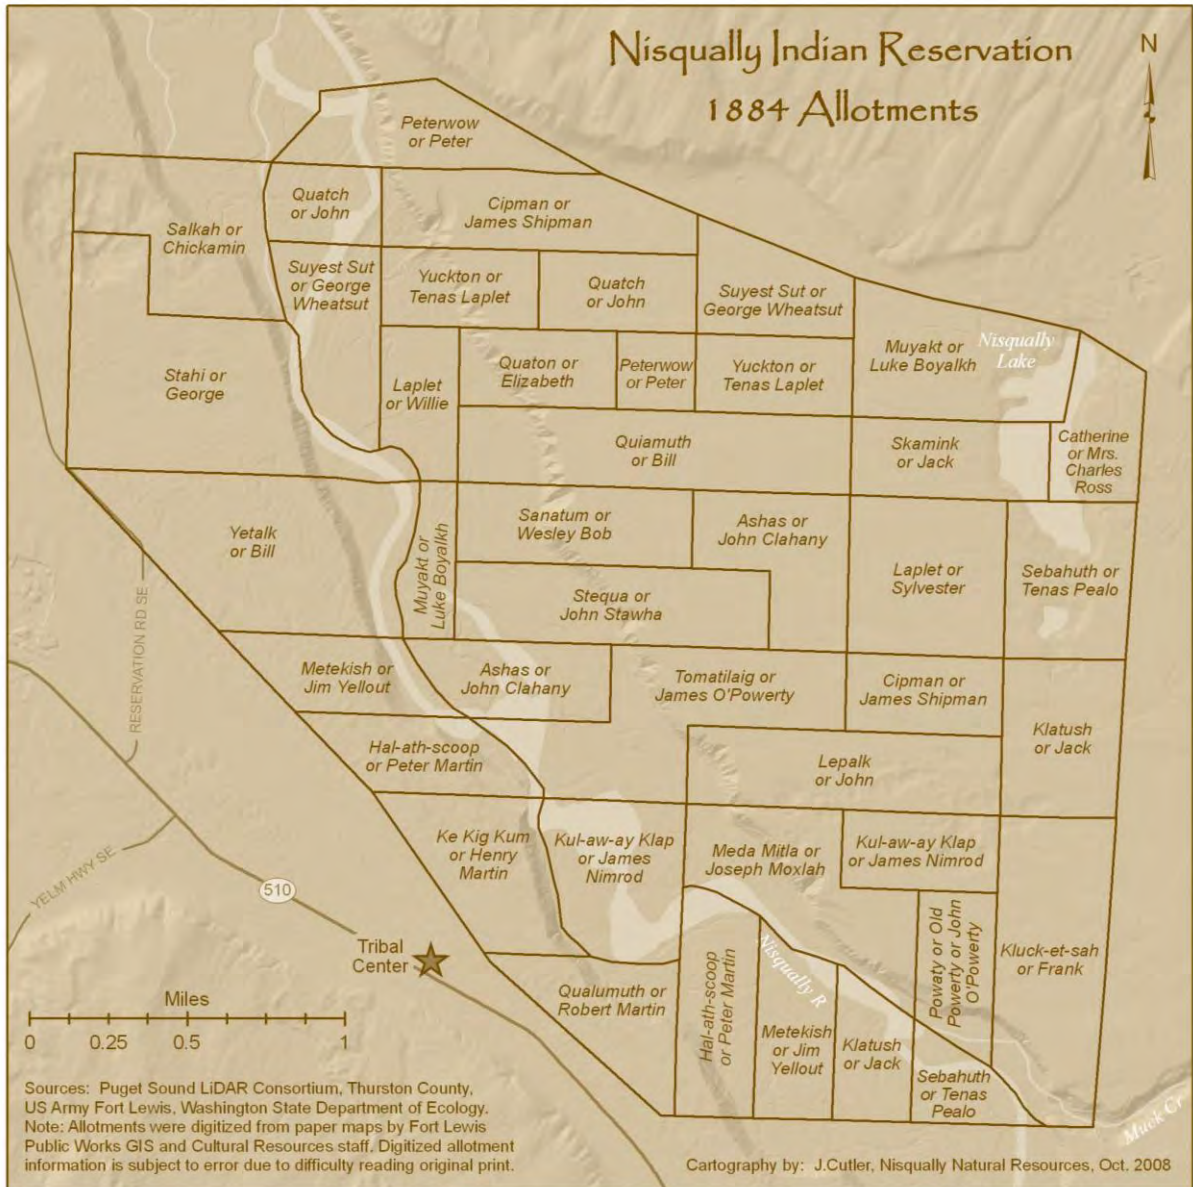 Nisqually Indian Reservation
1884 Allotments
N
Peterwow
or Peter
Quatch
or John
Cipman or
James Shipman
Salkah or
Chickamin
Suyest Sut
or George
Wheatsut
Yuckton or
Tenas Laplet
Quatch
or John
Suyest Sut or
George Wheatsut
Muyakt or
Luke Boyalkh
Nisqually
Lake
Stahi or
George
Laplet
or Willie
Quaton or
Elizabeth
Peterwow
or Peter
Yuckton or
Tenas Laplet
Quiamuth
or Bill
Skamink
or Jack
Catherine
or Mrs.
Charles
Ross
Yetalk
or Bill
Muyakt or
Luke Boyalkh
Sanatum or
Wesley Bob
Ashas or
John Clahany
Laplet or
Sylvester
Sebahuth or
Tenas Pealo
Stequa or
John Stawha
RESERVATION RD SE
Metekish or
Jim Yellout
Ashas or
John Clahany
Tomatilaig or
James O'Powerty
Cipman or
James Shipman
Klatush
or Jack
Hal-ath-scoop
or Peter Martin
Lepalk
or John
Ke Kig Kum
or Henry
Martin
Kul-aw-ay Klap
or James
Nimrod
Meda Mitla or
Joseph Moxlah
Kul-aw-ay Klap
or James Nimrod
YELM HWY SE
510
Tribal
Center
Qualumuth or
Robert Martin
Hal-ath-scoop
or Peter Martin
Nisqually R
Metekish
or Jim
Yellout
Klatush
or Jack
Powaty or Old
Powerty or John
O'Powerty
Kluck-et-sah
or Frank
Sebahuth
or Tenas
Pealo
Muck Cr
Miles
0 0.25 0.5 1
Sources: Puget Sound LiDAR Consortium, Thurston County,
US Army Fort Lewis, Washington State Department of Ecology.
Note: Allotments were digitized from paper maps by Fort Lewis
Public Works GIS and Cultural Resources staff. Digitized allotment
information is subject to error due to difficulty reading original print.
Cartography by: J.Cutler, Nisqually Natural Resources, Oct. 2008